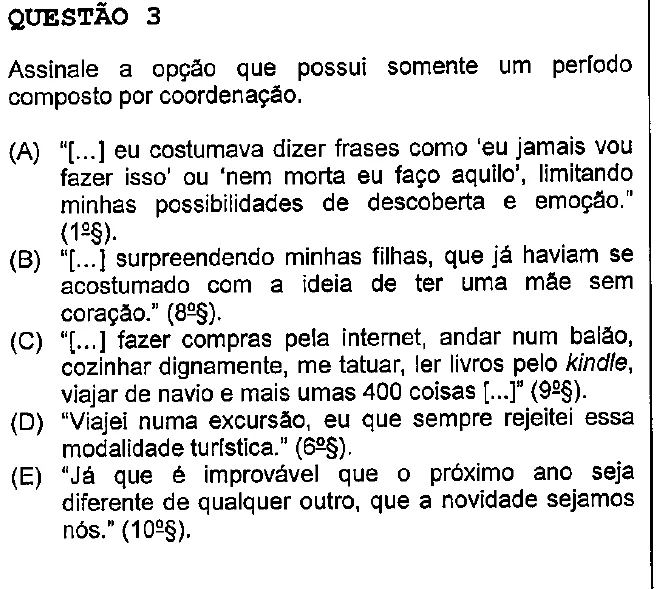 QUESTÃO 3
Assinale a opção que possui somente um período
composto por coordenação.
(A) "[...] eu costumava dizer frases como 'eu jamais vou
fazer isso' ou 'nem morta eu faço aquilo', limitando
minhas possibilidades de descoberta e emoção."
(1º§).
(B) "[...] surpreendendo minhas filhas, que já haviam se
acostumado com a ideia de ter uma mãe sem
coração." (8º§).
(C) "[...] fazer compras pela internet, andar num balão,
cozinhar dignamente, me tatuar, ler livros pelo kindle,
viajar de navio e mais umas 400 coisas [...]" (9º§).
(D) "Viajei numa excursão, eu que sempre rejeitei essa
modalidade turística." (6º§).
(E) "Já que é improvável que o próximo ano seja
diferente de qualquer outro, que a novidade sejamos
nós." (10º§).